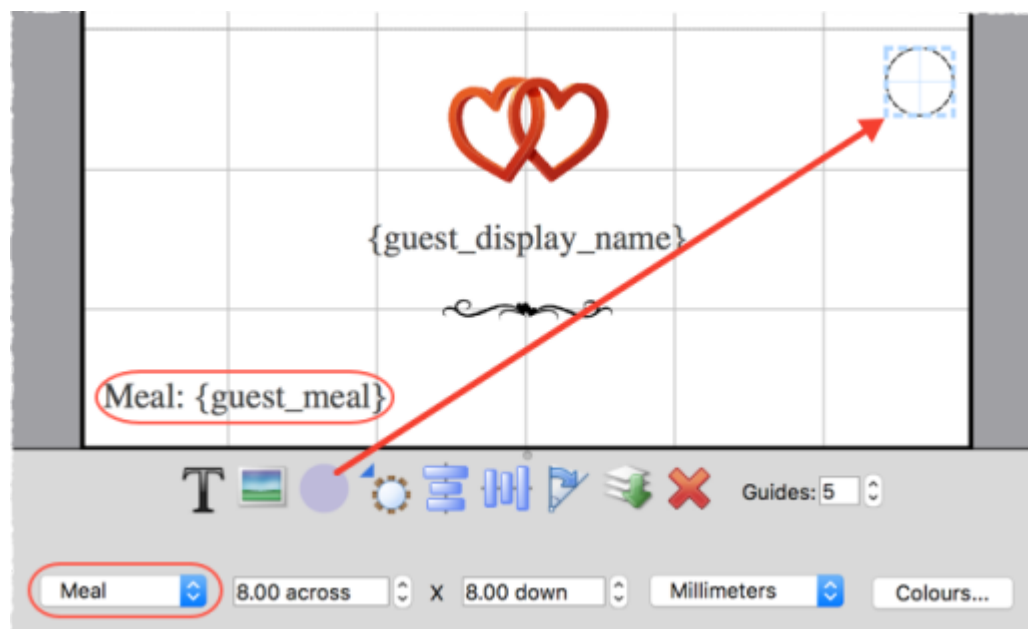 {guest_display_name}
Meal: {guest_meal}
T
Guides: 5
Meal 8.00 across X 8.00 down Millimeters Colours...